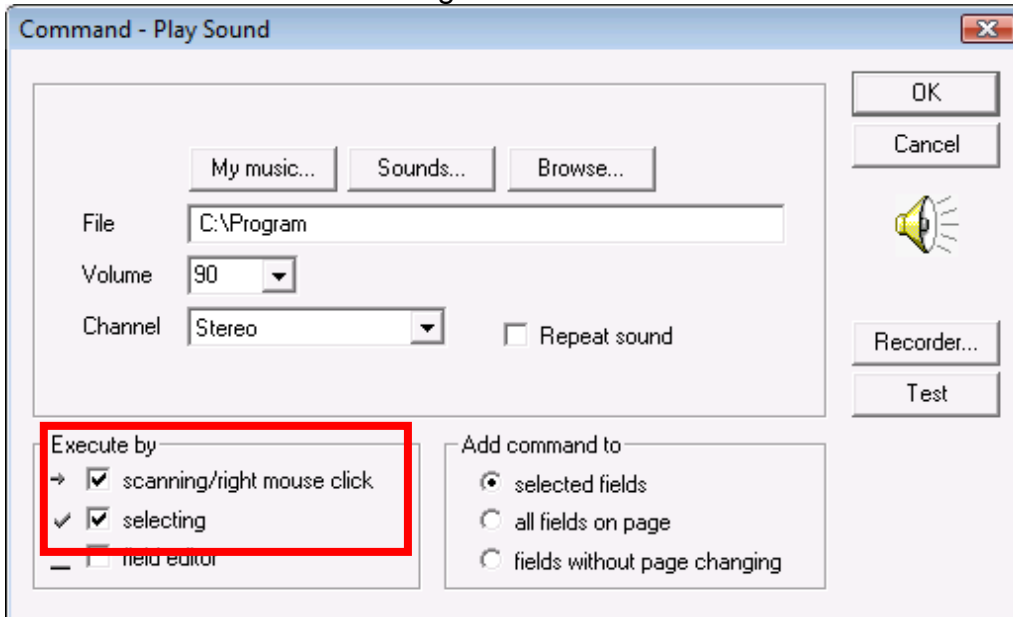 Command - Play Sound
OK
Cancel
My music... Sounds... Browse...
File C:\Program
Volume 90
Channel Stereo Repeat sound
Recorder...
Test
Execute by
scanning/right mouse click
selecting
field editor
Add command to
selected fields
all fields on page
fields without page changing